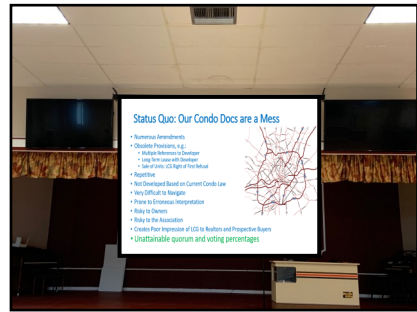 Status Quo: Our Condo Docs are a Mess
• Numerous Amendments
• Obsolete Provisions, e.g.:
• Multiple References to Developer
• Long-Term Lease with Developer
• Sale of Units: LCG Right of First Refusal
• Repetitive
• Not Developed Based on Current Condo Law
• Very Difficult to Navigate
• Prone to Erroneous Interpretation
• Risky to Owners
• Risky to the Association
• Creates Poor Impression of LCG to Realtors and Prospective Buyers
• Unattainable quorum and voting percentages